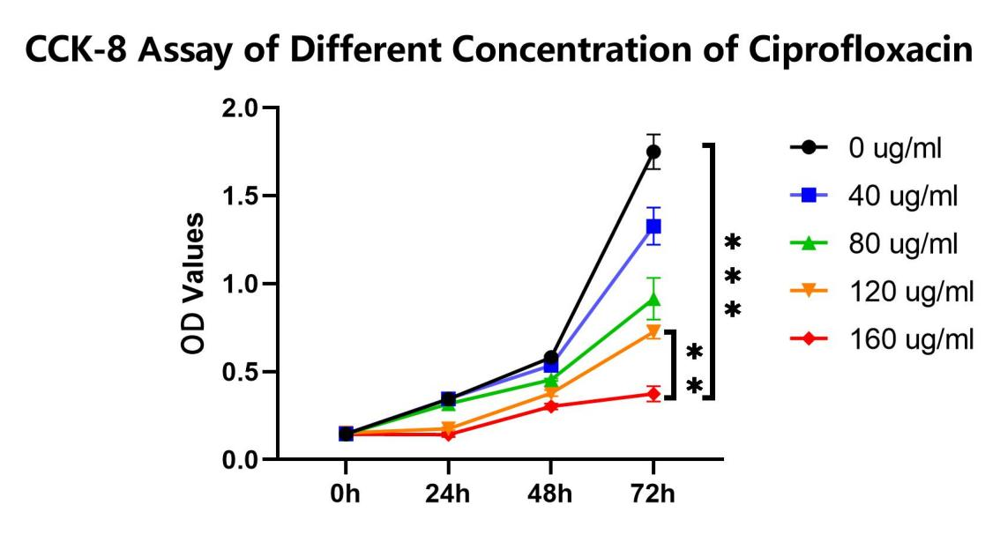 CCK-8 Assay of Different Concentration of Ciprofloxacin
OD Values
2.0
1.5
1.0
0.5
0.0
0h
24h
48h
72h
**
***
0 ug/ml
40 ug/ml
80 ug/ml
120 ug/ml
160 ug/ml